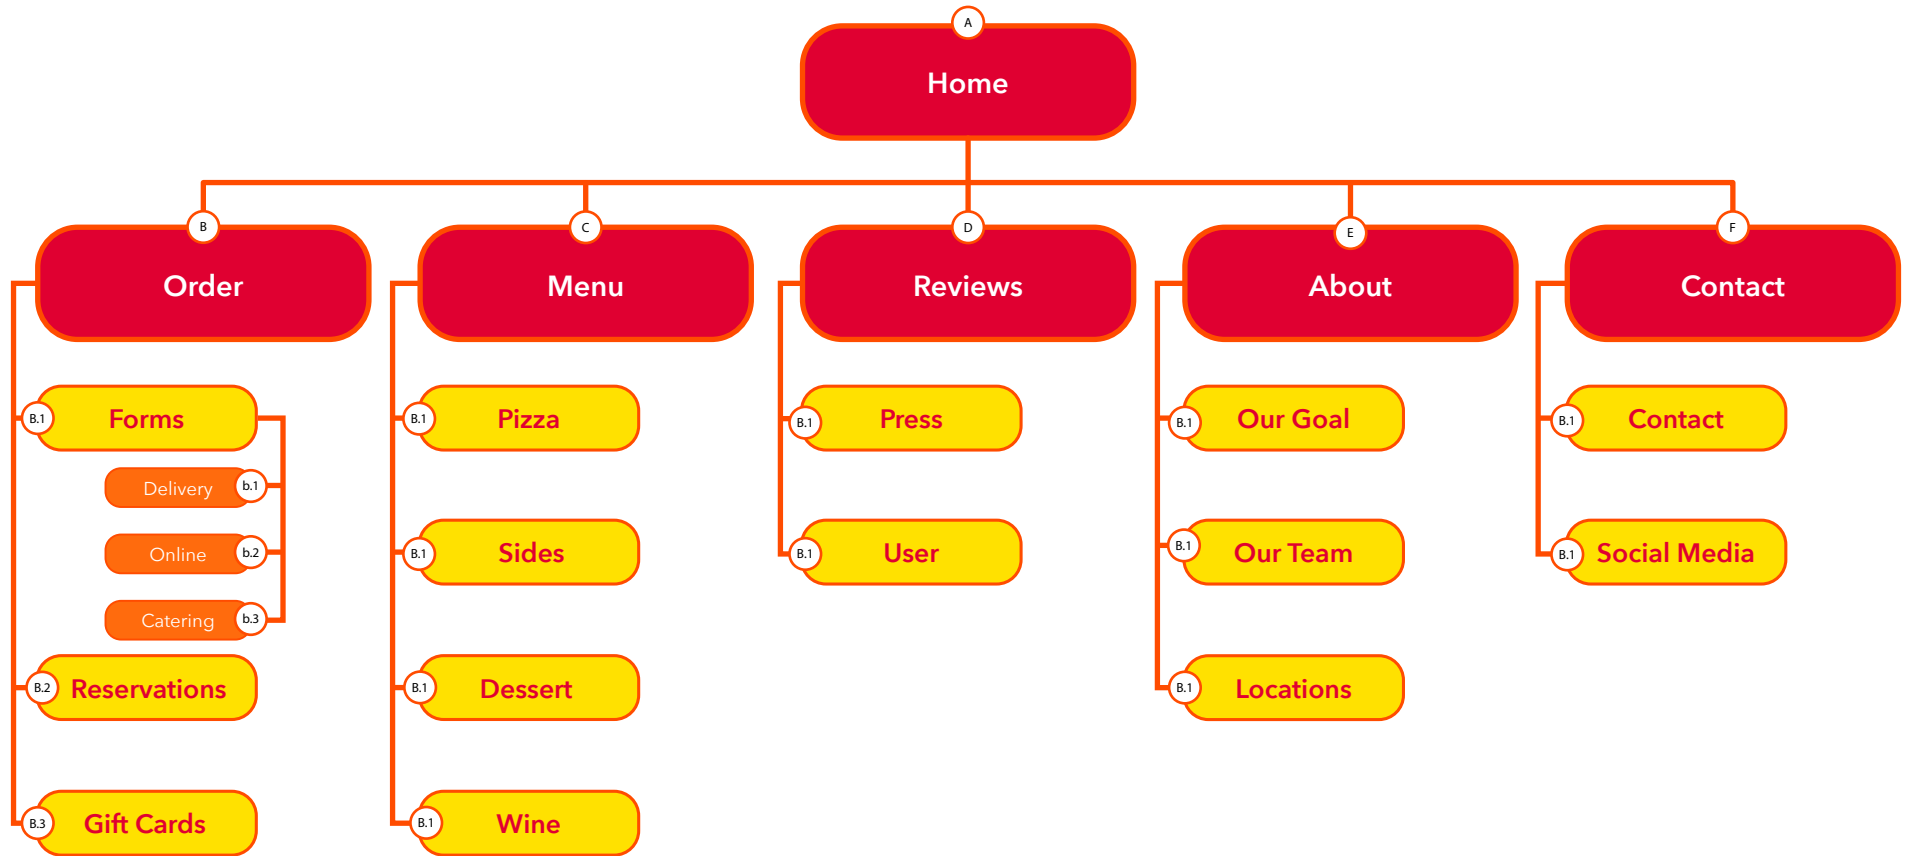 A
Home
B
Order
C
Menu
D
Reviews
E
About
F
Contact
B.1
Forms
Delivery
b.1
Online
b.2
Catering
b.3
B.2
Reservations
B.3
Gift Cards
B.1
Pizza
B.1
Sides
B.1
Dessert
B.1
Wine
B.1
Press
B.1
User
B.1
Our Goal
B.1
Our Team
B.1
Locations
B.1
Contact
B.1
Social Media